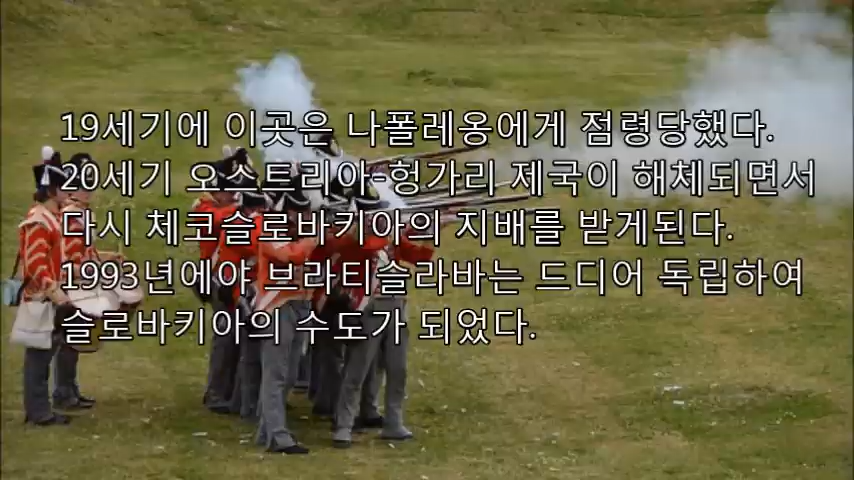 19세기에 이곳은 나폴레옹에게 점령당했다.
20세기 오스트리아-헝가리 제국이 해체되면서
다시 체코슬로바키아의 지배를 받게된다.
1993년에야 브라티슬라바는 드디어 독립하여
슬로바키아의 수도가 되었다.